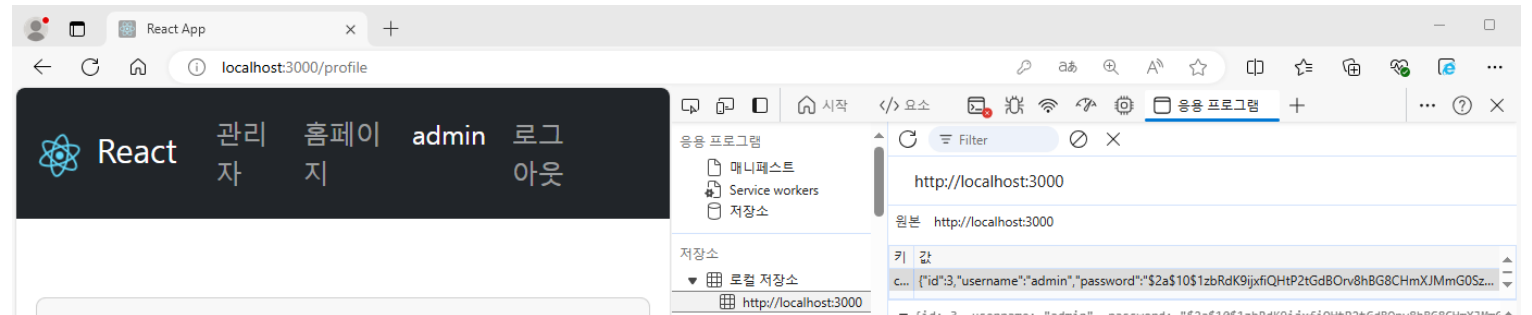 React App
localhost:3000/profile
시작
요소
응용 프로그램
React
관리
자
홈페이
지
admin
로그
아웃
응용 프로그램
매니페스트
Service workers
저장소
저장소
로컬 저장소
http://localhost:3000
Filter
http://localhost:3000
원본 http://localhost:3000
키 값
c... {"id":3,"username":"admin","password":"$2a$10$1zbRdK9ijxfiQHtP2tGdBOrv8hBG8CHmXJMmG0Sz...